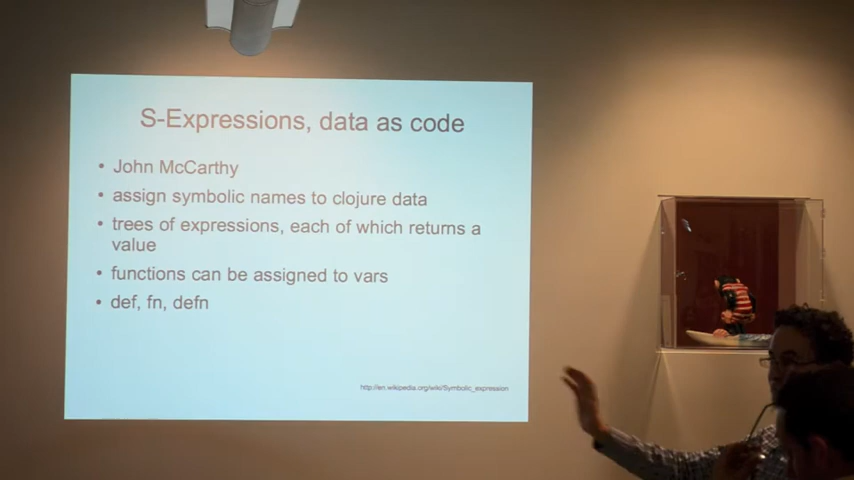 S-Expressions, data as code
• John McCarthy
• assign symbolic names to clojure data
• trees of expressions, each of which returns a
value
• functions can be assigned to vars
• def, fn, defn
http://en.wikipedia.org/wiki/Symbolic_expression